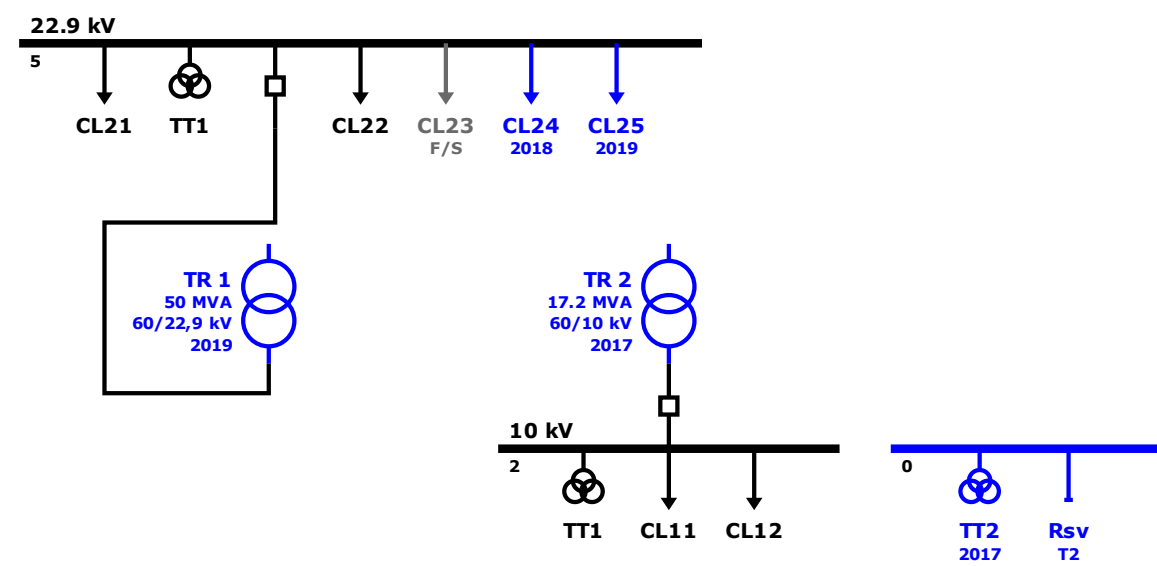 22.9 kV
5
CL21
TT1
CL22
CL23
F/S
CL24
2018
CL25
2019
TR 1
50 MVA
60/22,9 kV
2019
TR 2
17.2 MVA
60/10 kV
2017
10 kV
2
TT1
CL11
CL12
0
TT2
2017
Rsv
T2